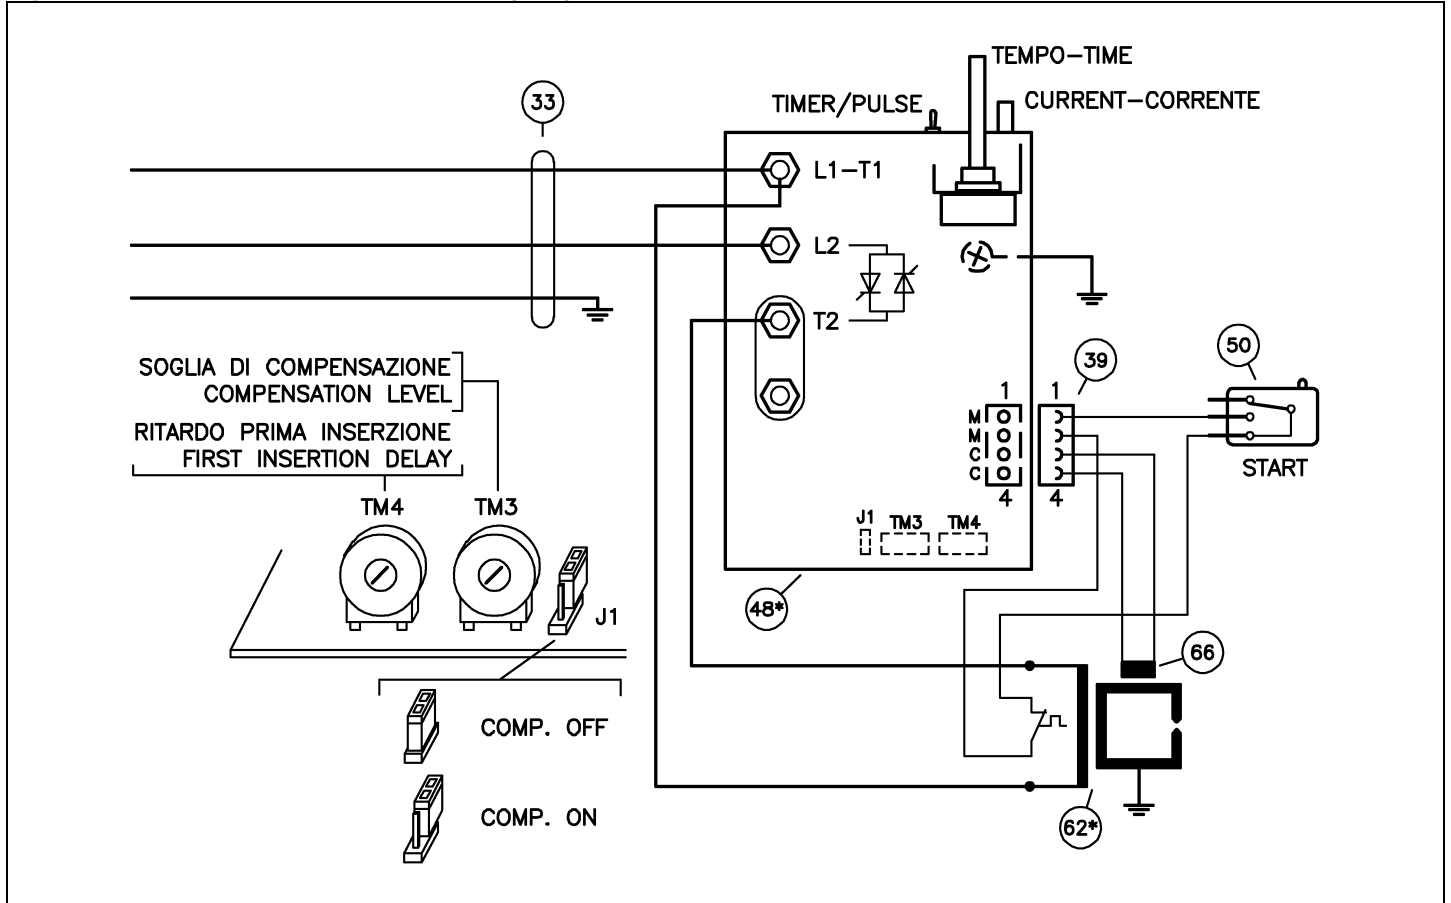 TEMPO-TIME
TIMER/PULSE
CURRENT-CORRENTE
33
L1-T1
L2
T2
SOGLIA DI COMPENSAZIONE
COMPENSATION LEVEL
RITARDO PRIMA INSERZIONE
FIRST INSERTION DELAY
TM4
TM3
J1
COMP. OFF
COMP. ON
1
M
M
C
C
4
1
4
39
50
START
J1
TM3
TM4
48*
66
62*